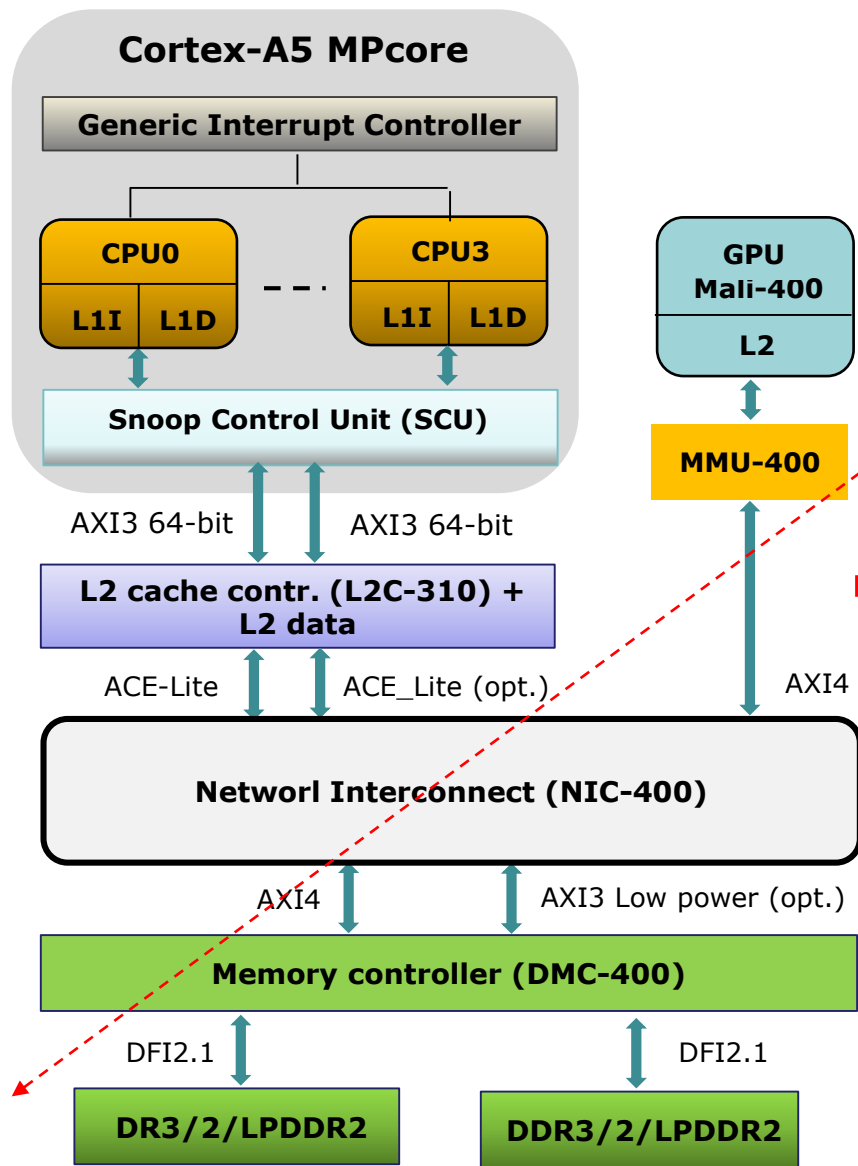 Cortex-A5 MPcore
Generic Interrupt Controller
CPU0
CPU3
L1I
L1D
L1I
L1D
GPU
Mali-400
L2
Snoop Control Unit (SCU)
MMU-400
AXI3 64-bit
AXI3 64-bit
L2 cache contr. (L2C-310) +
L2 data
ACE-Lite
ACE_Lite (opt.)
AXI4
Networl Interconnect (NIC-400)
AXI4
AXI3 Low power (opt.)
Memory controller (DMC-400)
DFI2.1
DFI2.1
DR3/2/LPDDR2
DDR3/2/LPDDR2